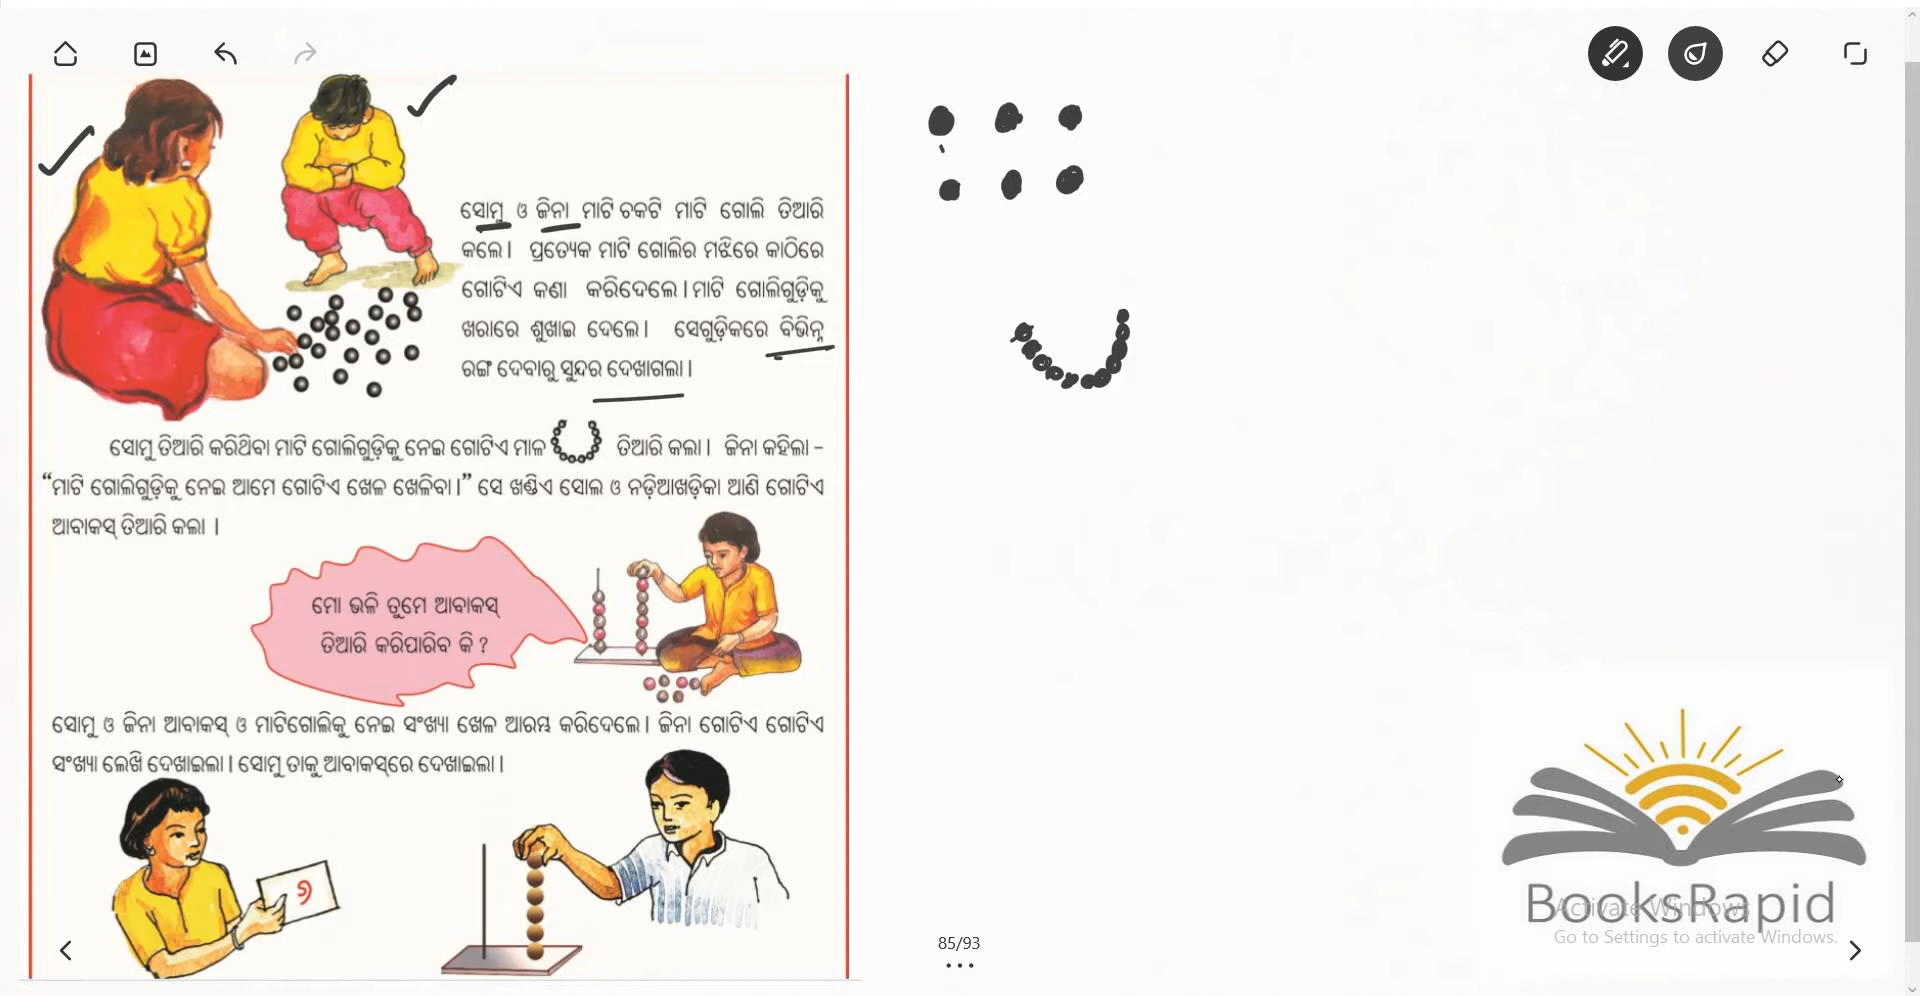 ସୋମୁ ଓ ଜିନା ମାଟି ଚକଟି ମାଟି ଗୋଲି ତିଆରି
କଲେ। ପ୍ରତ୍ୟେକ ମାଟି ଗୋଲିର ମଝିରେ କାଠିରେ
ଗୋଟିଏ କଣା କରିଦେଲେ। ମାଟି ଗୋଲିଗୁଡ଼ିକୁ
ଖରାରେ ଶୁଖାଇ ଦେଲେ। ସେଗୁଡ଼ିକରେ ବିଭିନ୍ନ
ରଙ୍ଗ ଦେବାରୁ ସୁନ୍ଦର ଦେଖାଗଲା।
ସୋମୁ ତିଆରି କରିଥିବା ମାଟି ଗୋଲିଗୁଡ଼ିକୁ ନେଇ ଗୋଟିଏ ମାଳ ତିଆରି କଲା। ଜିନା କହିଲା –
“ମାଟି ଗୋଲିଗୁଡ଼ିକୁ ନେଇ ଆମେ ଗୋଟିଏ ଖେଳ ଖେଳିବା।” ସେ ଖଣ୍ଡିଏ ସୋଲ ଓ ନଡ଼ିଆଖଡ଼ିକା ଆଣି ଗୋଟିଏ
ଆବାକସ୍ ତିଆରି କଲା ।
ମୋ ଭଳି ତୁମେ ଆବାକସ୍
ତିଆରି କରିପାରିବ କି ?
ସୋମୁ ଓ ଜିନା ଆବାକସ୍ ଓ ମାଟିଗୋଲିକୁ ନେଇ ସଂଖ୍ୟା ଖେଳ ଆରମ୍ଭ କରିଦେଲେ। ଜିନା ଗୋଟିଏ ଗୋଟିଏ
ସଂଖ୍ୟା ଲେଖି ଦେଖାଇଲା। ସୋମୁ ତାକୁ ଆବାକସ୍‌ରେ ଦେଖାଇଲା।
୬
BooksRapid
Activate Windows
Go to Settings to activate Windows.
85/93